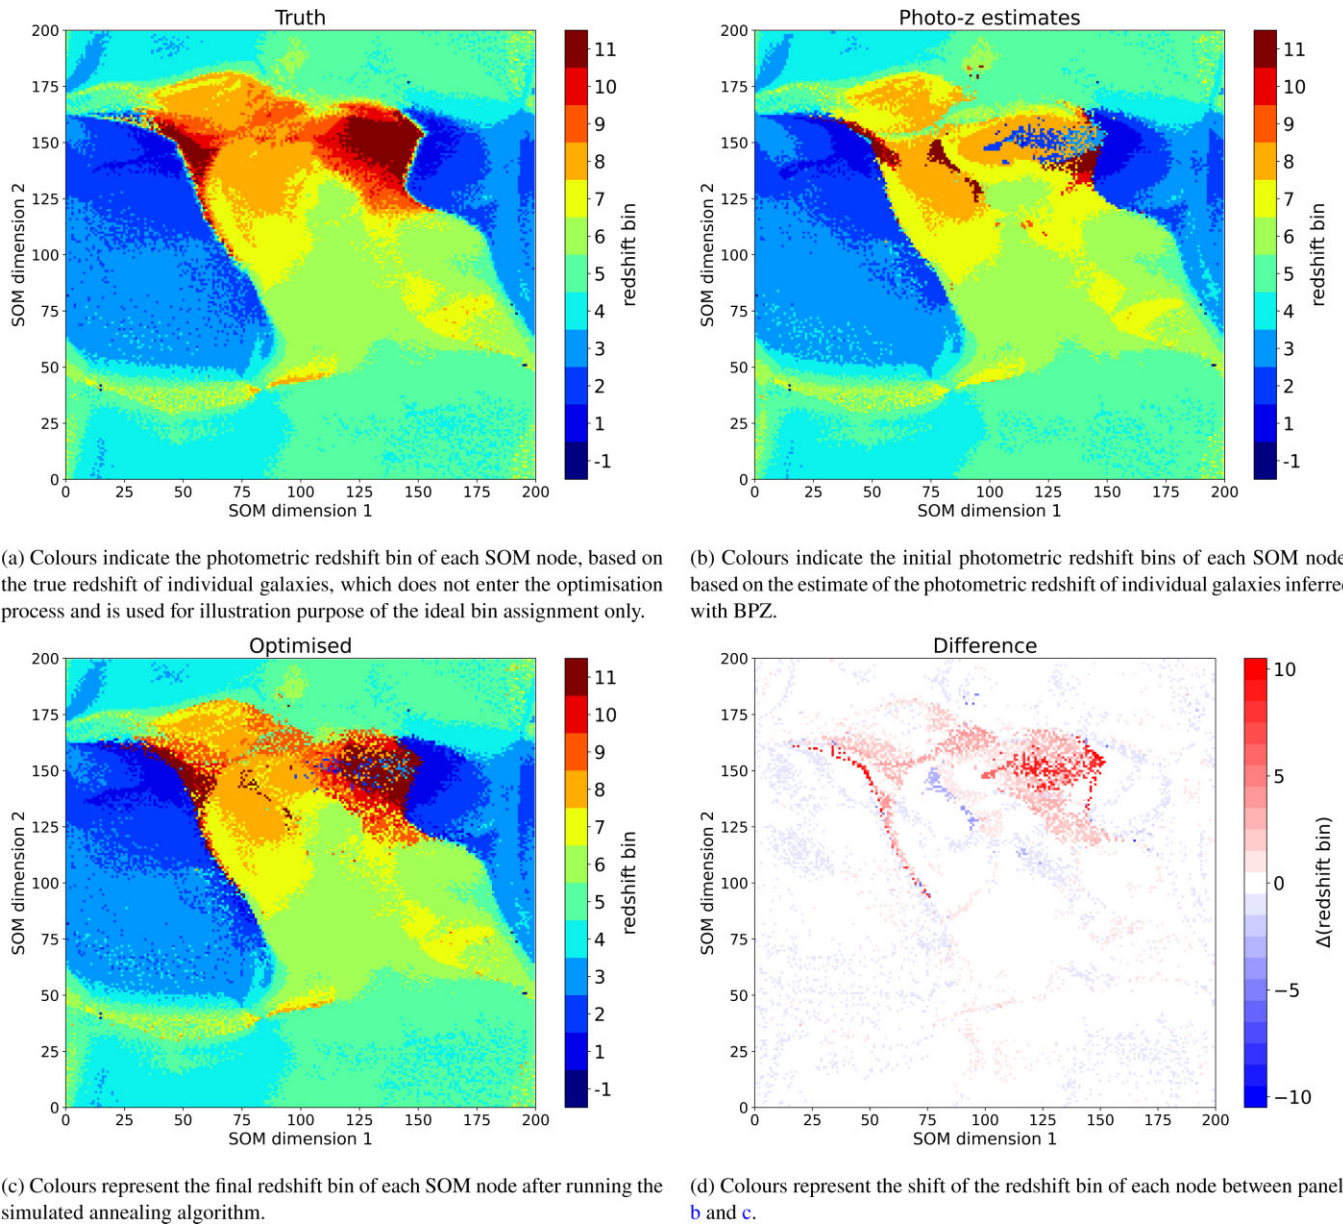 Truth
200
175
150
125
100
75
50
25
0
SOM dimension 2
0 25 50 75 100 125 150 175 200
SOM dimension 1
11
10
9
8
7
6
5
4
3
2
1
-1
redshift bin
Photo-z estimates
200
175
150
125
100
75
50
25
0
SOM dimension 2
0 25 50 75 100 125 150 175 200
SOM dimension 1
11
10
9
8
7
6
5
4
3
2
1
-1
redshift bin
(a) Colours indicate the photometric redshift bin of each SOM node, based on
the true redshift of individual galaxies, which does not enter the optimisation
process and is used for illustration purpose of the ideal bin assignment only.
(b) Colours indicate the initial photometric redshift bins of each SOM node
based on the estimate of the photometric redshift of individual galaxies inferre
with BPZ.
Optimised
200
175
150
125
100
75
50
25
0
SOM dimension 2
0 25 50 75 100 125 150 175 200
SOM dimension 1
11
10
9
8
7
6
5
4
3
2
1
-1
redshift bin
Difference
200
175
150
125
100
75
50
25
0
SOM dimension 2
0 25 50 75 100 125 150 175 200
SOM dimension 1
10
5
0
−5
−10
Δ(redshift bin)
(c) Colours represent the final redshift bin of each SOM node after running the
simulated annealing algorithm.
(d) Colours represent the shift of the redshift bin of each node between panel
b and c.